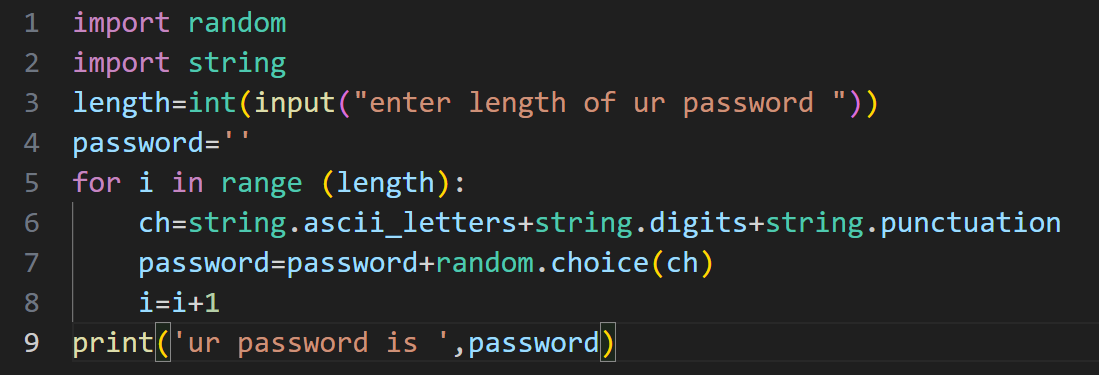 1 import random
2 import string
3 length=int(input("enter length of ur password "))
4 password=''
5 for i in range (length):
6     ch=string.ascii_letters+string.digits+string.punctuation
7     password=password+random.choice(ch)
8     i=i+1
9 print('ur password is ',password)